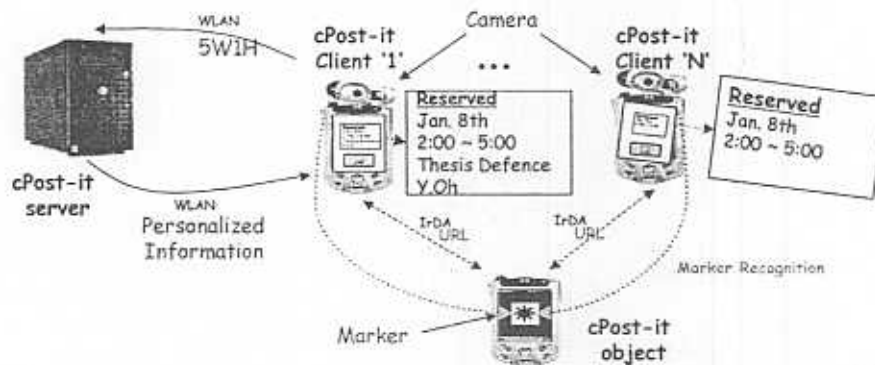 WLAN
5W1H
cPost-it
Client '1'
Camera
...
cPost-it
Client 'N'
Reserved
Jan. 8th
2:00 ~ 5:00
Thesis Defence
Y.Oh
Reserved
Jan. 8th
2:00 ~ 5:00
cPost-it
server
WLAN
Personalized
Information
IrDA
URL
IrDA
URL
Marker Recognition
Marker
cPost-it
object